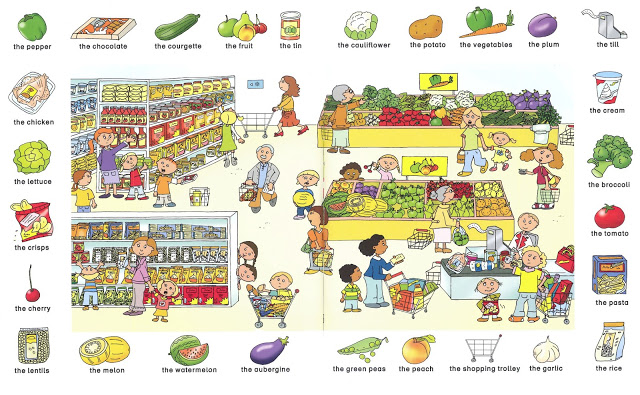 the pepper
the chocolate
the courgette
the fruit
the tin
the cauliflower
the potato
the vegetables
the plum
the till
the chicken
the cream
the lettuce
the broccoli
the crisps
the tomato
the cherry
the pasta
the lentils
the melon
the watermelon
the aubergine
the green peas
the peach
the shopping trolley
the garlic
the rice